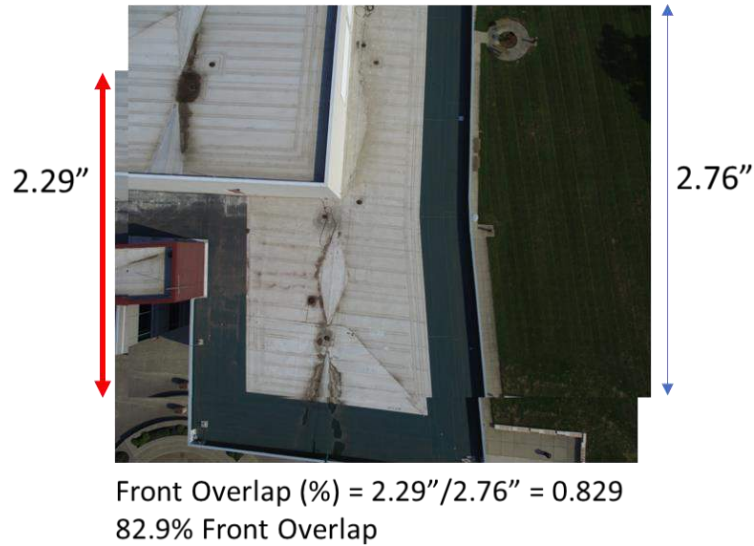 2.29”
2.76”
Front Overlap (%) = 2.29”/2.76” = 0.829
82.9% Front Overlap